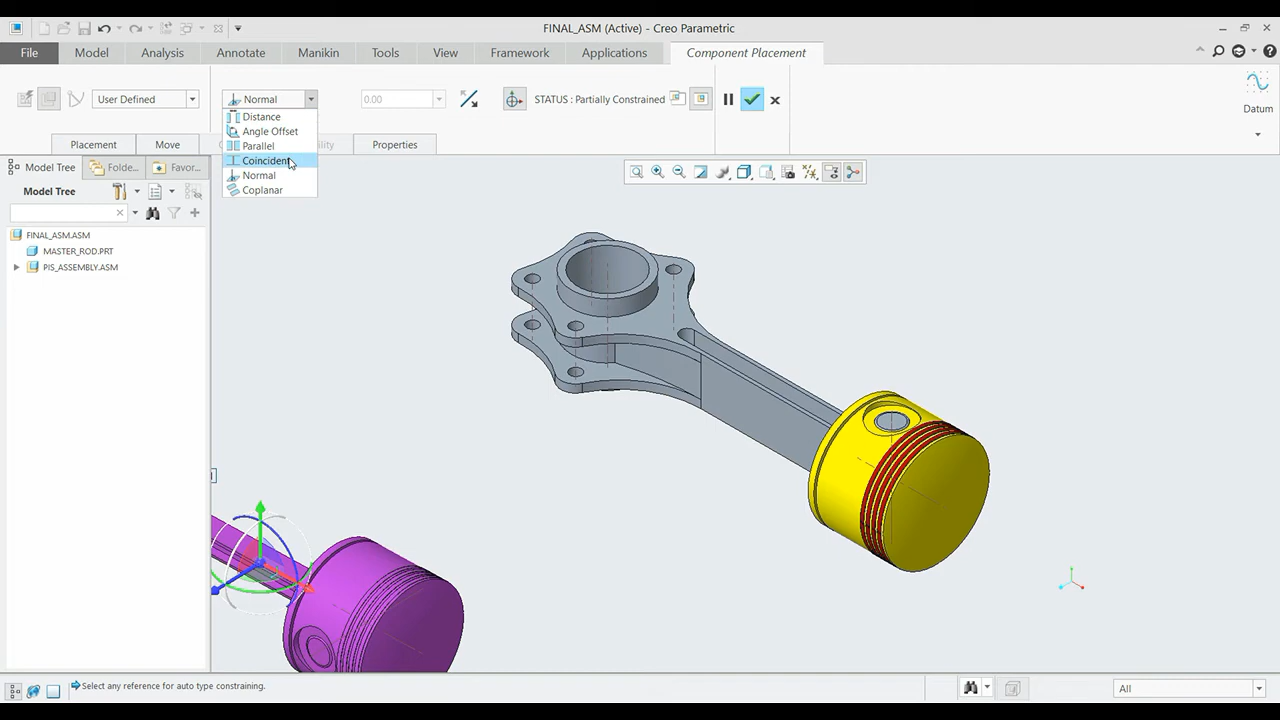 FINAL_ASM (Active) - Creo Parametric
File Model Analysis Annotate Manikin Tools View Framework Applications Component Placement
User Defined Normal 0.00 STATUS : Partially Constrained
Datum
Distance
Angle Offset
Parallel
Coincident
Normal
Coplanar
Placement Move Properties
Model Tree Folde... Favor...
Model Tree
FINAL_ASM.ASM
MASTER_ROD.PRT
PIS_ASSEMBLY.ASM
Select any reference for auto type constraining.
All